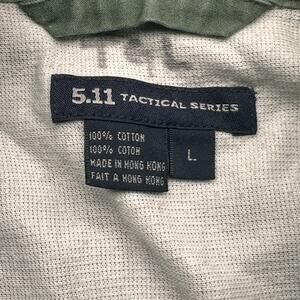 5.11 TACTICAL SERIES
100% COTTON
100% COTON
MADE IN HONG KONG
FAIT A HONG KONG
L.